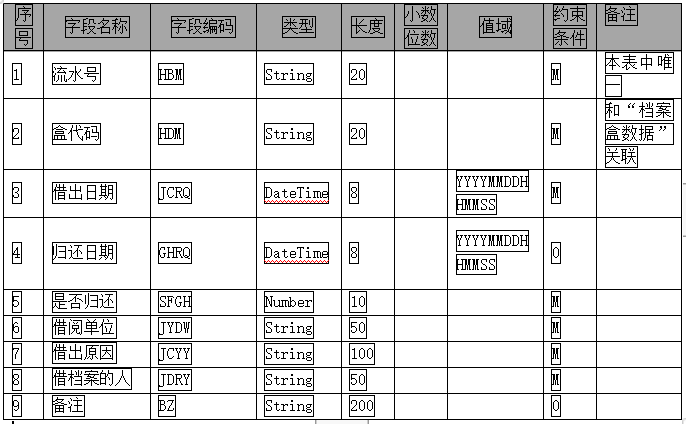 序号 字段名称 字段编码 类型 长度 小数位数 值域 约束条件 备注
1 流水号 HBM String 20 M 本表中唯一
2 盒代码 HDM String 20 M 和“档案盒数据”关联
3 借出日期 JCRQ DateTime 8 YYYYMMDDHHMMSS M
4 归还日期 GHRQ DateTime 8 YYYYMMDDHHMMSS O
5 是否归还 SFGH Number 10 M
6 借阅单位 JYDW String 50 M
7 借出原因 JCYY String 100 M
8 借档案的人 JDRY String 50 M
9 备注 BZ String 200 O